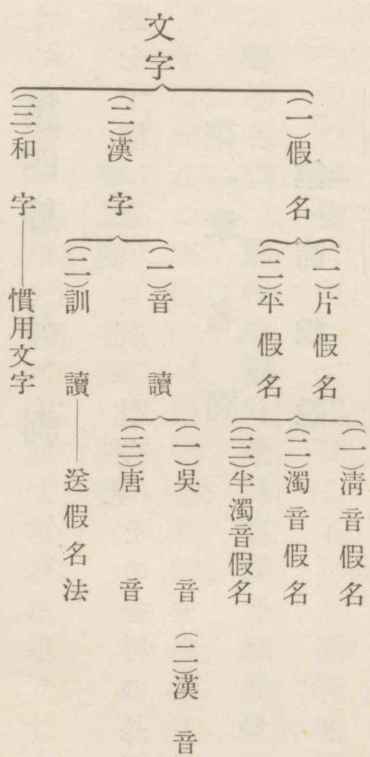 文字
(一)假名
(一)片假名
(二)平假名
(一)淸音假名
(二)濁音假名
(三)半濁音假名
(二)漢字
(一)音讀
(一)吳音 (二)漢音
(三)唐音
(二)訓讀――送假名法
(三)和字――慣用文字